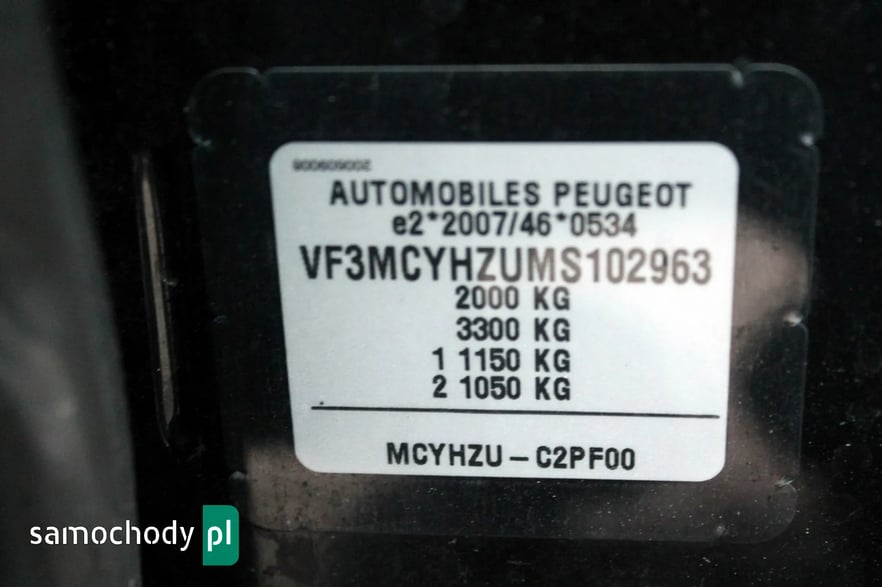 AUTOMOBILES PEUGEOT
e2*2007/46*0534
VF3MCYHZUMS102963
2000 KG
3300 KG
1 1150 KG
2 1050 KG
MCYHZU – C2PF00
samochody pl